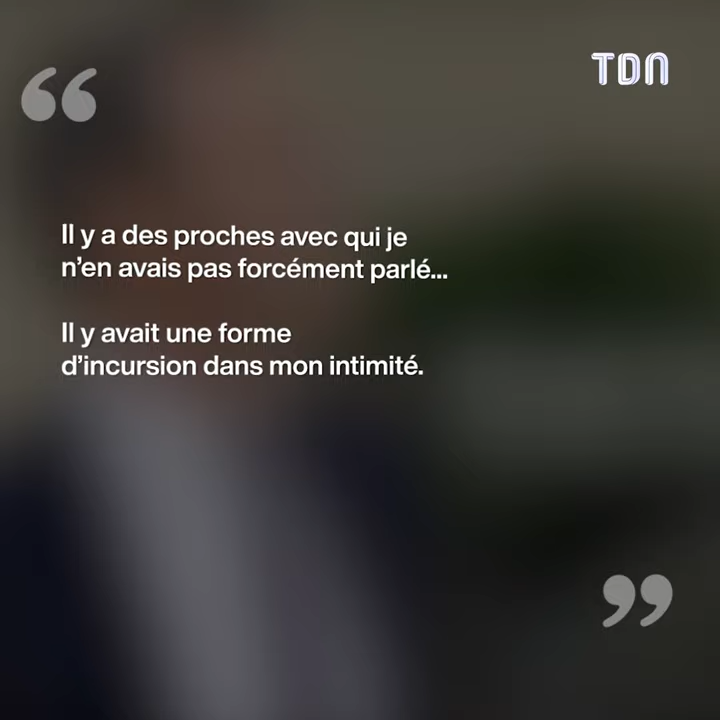 TDN
“
Il y a des proches avec qui je
n’en avais pas forcément parlé...
Il y avait une forme
d’incursion dans mon intimité.
”